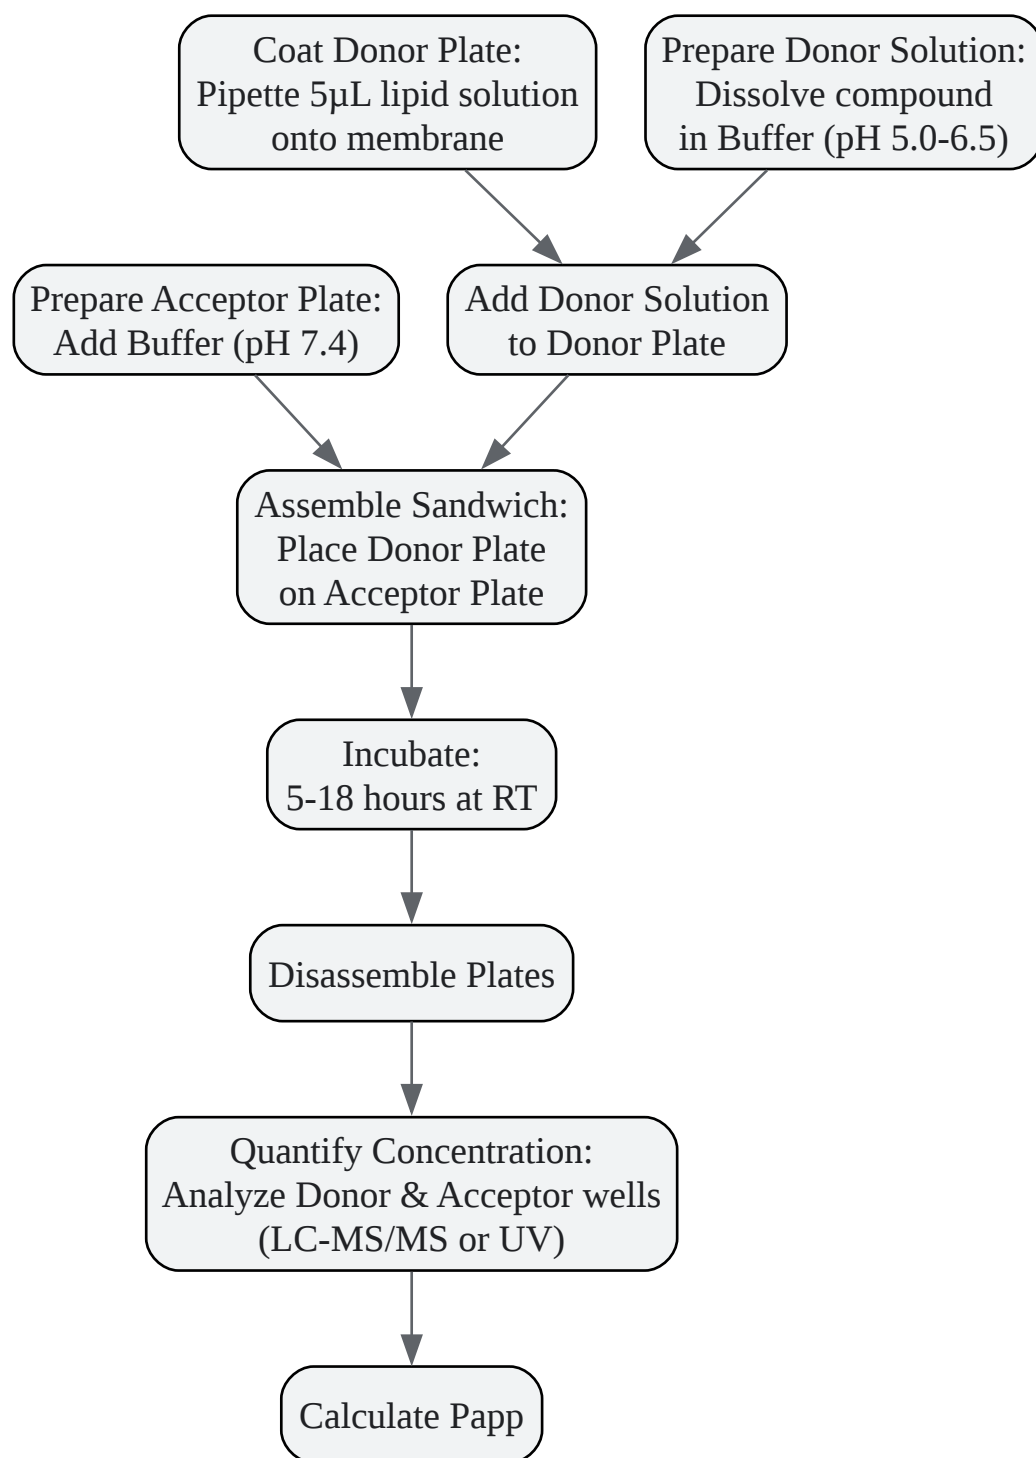 Coat Donor Plate:
Pipette 5µL lipid solution
onto membrane
Prepare Donor Solution:
Dissolve compound
in Buffer (pH 5.0-6.5)
Prepare Acceptor Plate:
Add Buffer (pH 7.4)
Add Donor Solution
to Donor Plate
Assemble Sandwich:
Place Donor Plate
on Acceptor Plate
Incubate:
5-18 hours at RT
Disassemble Plates
Quantify Concentration:
Analyze Donor & Acceptor wells
(LC-MS/MS or UV)
Calculate Papp